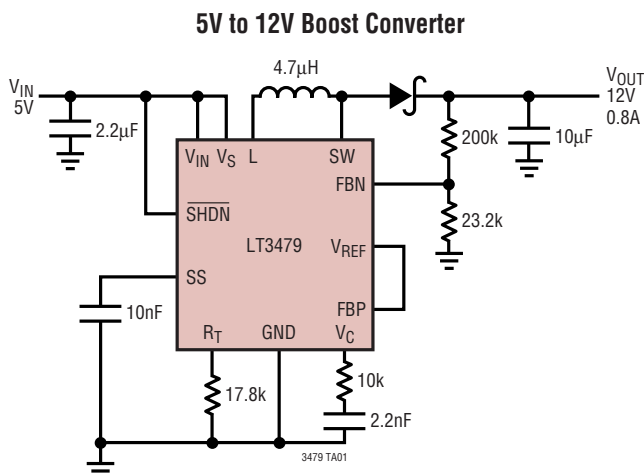 5V to 12V Boost Converter
4.7µH
VIN
5V
VOUT
12V
0.8A
2.2µF
200k
10µF
VIN VS L SW
FBN
SHDN
23.2k
LT3479
VREF
SS
10nF
FBP
RT GND VC
17.8k
10k
2.2nF
3479 TA01